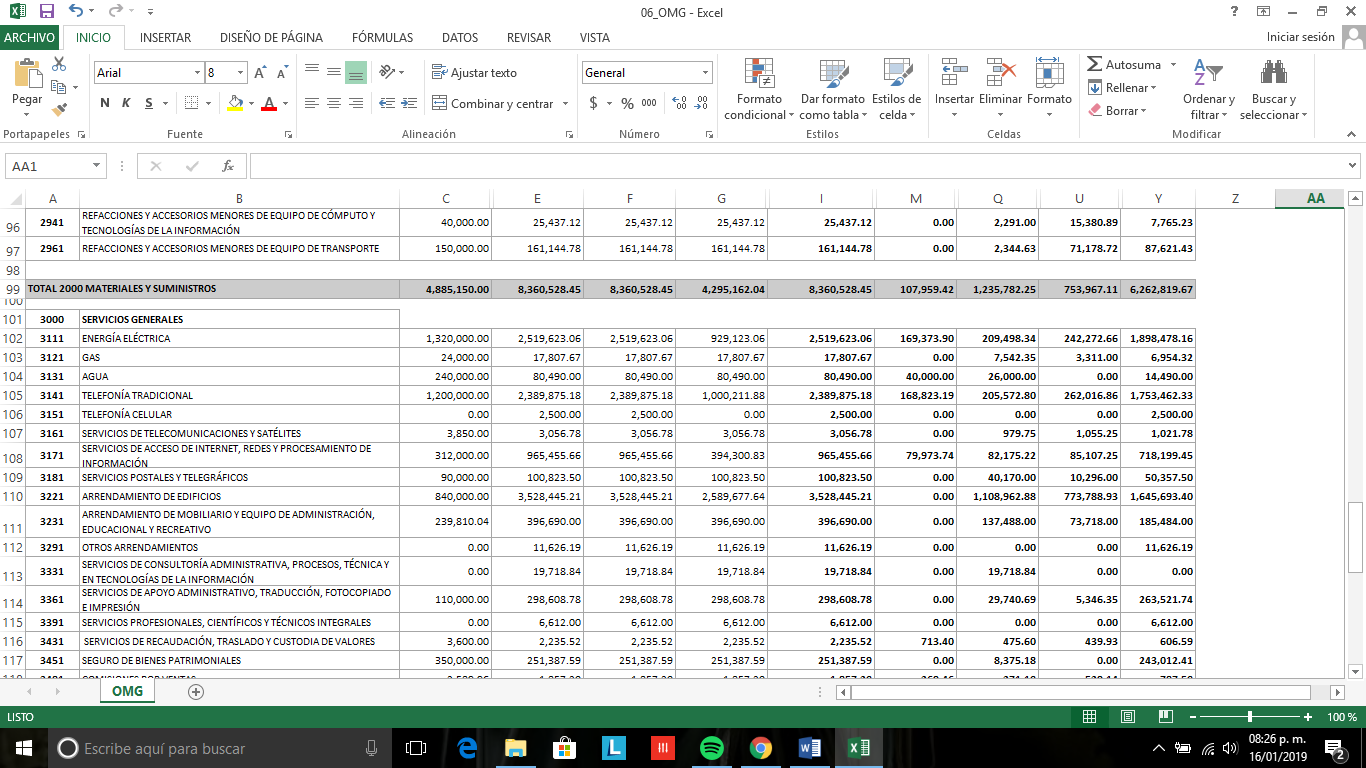 06_OMG - Excel
ARCHIVO INICIO INSERTAR DISEÑO DE PÁGINA FÓRMULAS DATOS REVISAR VISTA Iniciar sesión
Pegar
Arial 8
Ajustar texto
General
N K S
Combinar y centrar
$ % 000
Formato condicional
Dar formato como tabla
Estilos de celda
Insertar Eliminar Formato
Autosuma
Rellenar
Borrar
Ordenar y filtrar
Buscar y seleccionar
Portapapeles Fuente Alineación Número Estilos Celdas Modificar
AA1
A B C E F G I M Q U Y Z AA
96 2941 REFACCIONES Y ACCESORIOS MENORES DE EQUIPO DE CÓMPUTO Y TECNOLOGÍAS DE LA INFORMACIÓN 40,000.00 25,437.12 25,437.12 25,437.12 25,437.12 0.00 2,291.00 15,380.89 7,765.23
97 2961 REFACCIONES Y ACCESORIOS MENORES DE EQUIPO DE TRANSPORTE 150,000.00 161,144.78 161,144.78 161,144.78 161,144.78 0.00 2,344.63 71,178.72 87,621.43
98
99 TOTAL 2000 MATERIALES Y SUMINISTROS 4,885,150.00 8,360,528.45 8,360,528.45 4,295,162.04 8,360,528.45 107,959.42 1,235,782.25 753,967.11 6,262,819.67
100
101 3000 SERVICIOS GENERALES
102 3111 ENERGÍA ELÉCTRICA 1,320,000.00 2,519,623.06 2,519,623.06 929,123.06 2,519,623.06 169,373.90 209,498.34 242,272.66 1,898,478.16
103 3121 GAS 24,000.00 17,807.67 17,807.67 17,807.67 17,807.67 0.00 7,542.35 3,311.00 6,954.32
104 3131 AGUA 240,000.00 80,490.00 80,490.00 80,490.00 80,490.00 40,000.00 26,000.00 0.00 14,490.00
105 3141 TELEFONÍA TRADICIONAL 1,200,000.00 2,389,875.18 2,389,875.18 1,000,211.88 2,389,875.18 168,823.19 205,572.80 262,016.86 1,753,462.33
106 3151 TELEFONÍA CELULAR 0.00 2,500.00 2,500.00 0.00 2,500.00 0.00 0.00 0.00 2,500.00
107 3161 SERVICIOS DE TELECOMUNICACIONES Y SATÉLITES 3,850.00 3,056.78 3,056.78 3,056.78 3,056.78 0.00 979.75 1,055.25 1,021.78
108 3171 SERVICIOS DE ACCESO DE INTERNET, REDES Y PROCESAMIENTO DE INFORMACIÓN 312,000.00 965,455.66 965,455.66 394,300.83 965,455.66 79,973.74 82,175.22 85,107.25 718,199.45
109 3181 SERVICIOS POSTALES Y TELEGRÁFICOS 90,000.00 100,823.50 100,823.50 100,823.50 100,823.50 0.00 40,170.00 10,296.00 50,357.50
110 3221 ARRENDAMIENTO DE EDIFICIOS 840,000.00 3,528,445.21 3,528,445.21 2,589,677.64 3,528,445.21 0.00 1,108,962.88 773,788.93 1,645,693.40
111 3231 ARRENDAMIENTO DE MOBILIARIO Y EQUIPO DE ADMINISTRACIÓN, EDUCACIONAL Y RECREATIVO 239,810.04 396,690.00 396,690.00 396,690.00 396,690.00 0.00 137,488.00 73,718.00 185,484.00
112 3291 OTROS ARRENDAMIENTOS 0.00 11,626.19 11,626.19 11,626.19 11,626.19 0.00 0.00 0.00 11,626.19
113 3331 SERVICIOS DE CONSULTORÍA ADMINISTRATIVA, PROCESOS, TÉCNICA Y EN TECNOLOGÍAS DE LA INFORMACIÓN 0.00 19,718.84 19,718.84 19,718.84 19,718.84 0.00 19,718.84 0.00 0.00
114 3361 SERVICIOS DE APOYO ADMINISTRATIVO, TRADUCCIÓN, FOTOCOPIADO E IMPRESIÓN 110,000.00 298,608.78 298,608.78 298,608.78 298,608.78 0.00 29,740.69 5,346.35 263,521.74
115 3391 SERVICIOS PROFESIONALES, CIENTÍFICOS Y TÉCNICOS INTEGRALES 0.00 6,612.00 6,612.00 6,612.00 6,612.00 0.00 0.00 0.00 6,612.00
116 3431 SERVICIOS DE RECAUDACIÓN, TRASLADO Y CUSTODIA DE VALORES 3,600.00 2,235.52 2,235.52 2,235.52 2,235.52 713.40 475.60 439.93 606.59
117 3451 SEGURO DE BIENES PATRIMONIALES 350,000.00 251,387.59 251,387.59 251,387.59 251,387.59 0.00 8,375.18 0.00 243,012.41
OMG
LISTO 100 %
Escribe aquí para buscar
08:26 p. m.
16/01/2019
2